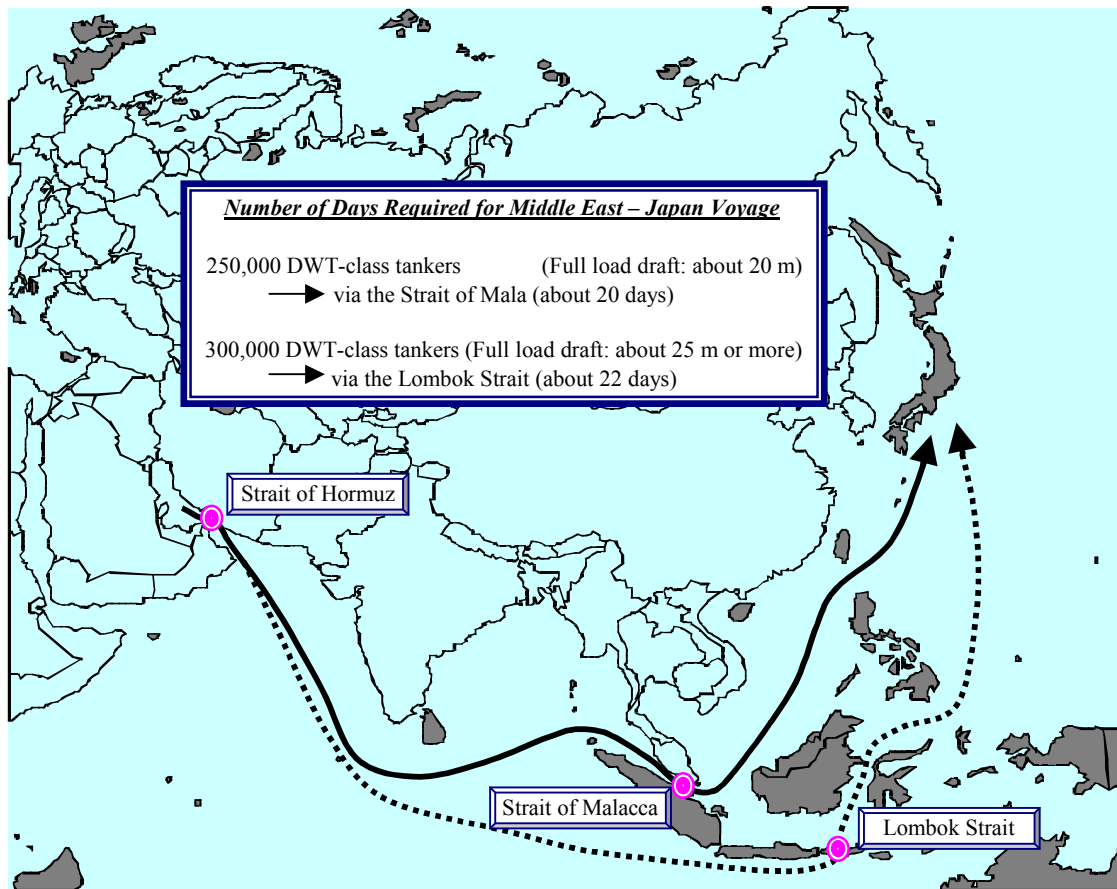 Number of Days Required for Middle East – Japan Voyage
250,000 DWT-class tankers (Full load draft: about 20 m)
via the Strait of Mala (about 20 days)
300,000 DWT-class tankers (Full load draft: about 25 m or more)
via the Lombok Strait (about 22 days)
Strait of Hormuz
Strait of Malacca
Lombok Strait